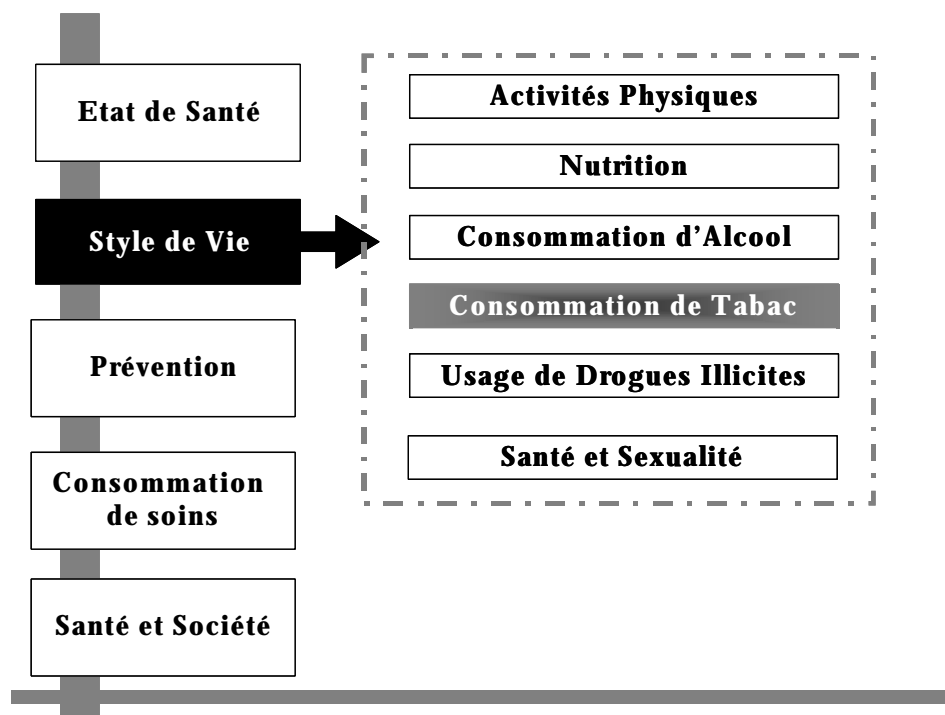 Etat de Santé
Style de Vie
Prévention
Consommation
de soins
Santé et Société
Activités Physiques
Nutrition
Consommation d'Alcool
Consommation de Tabac
Usage de Drogues Illicites
Santé et Sexualité